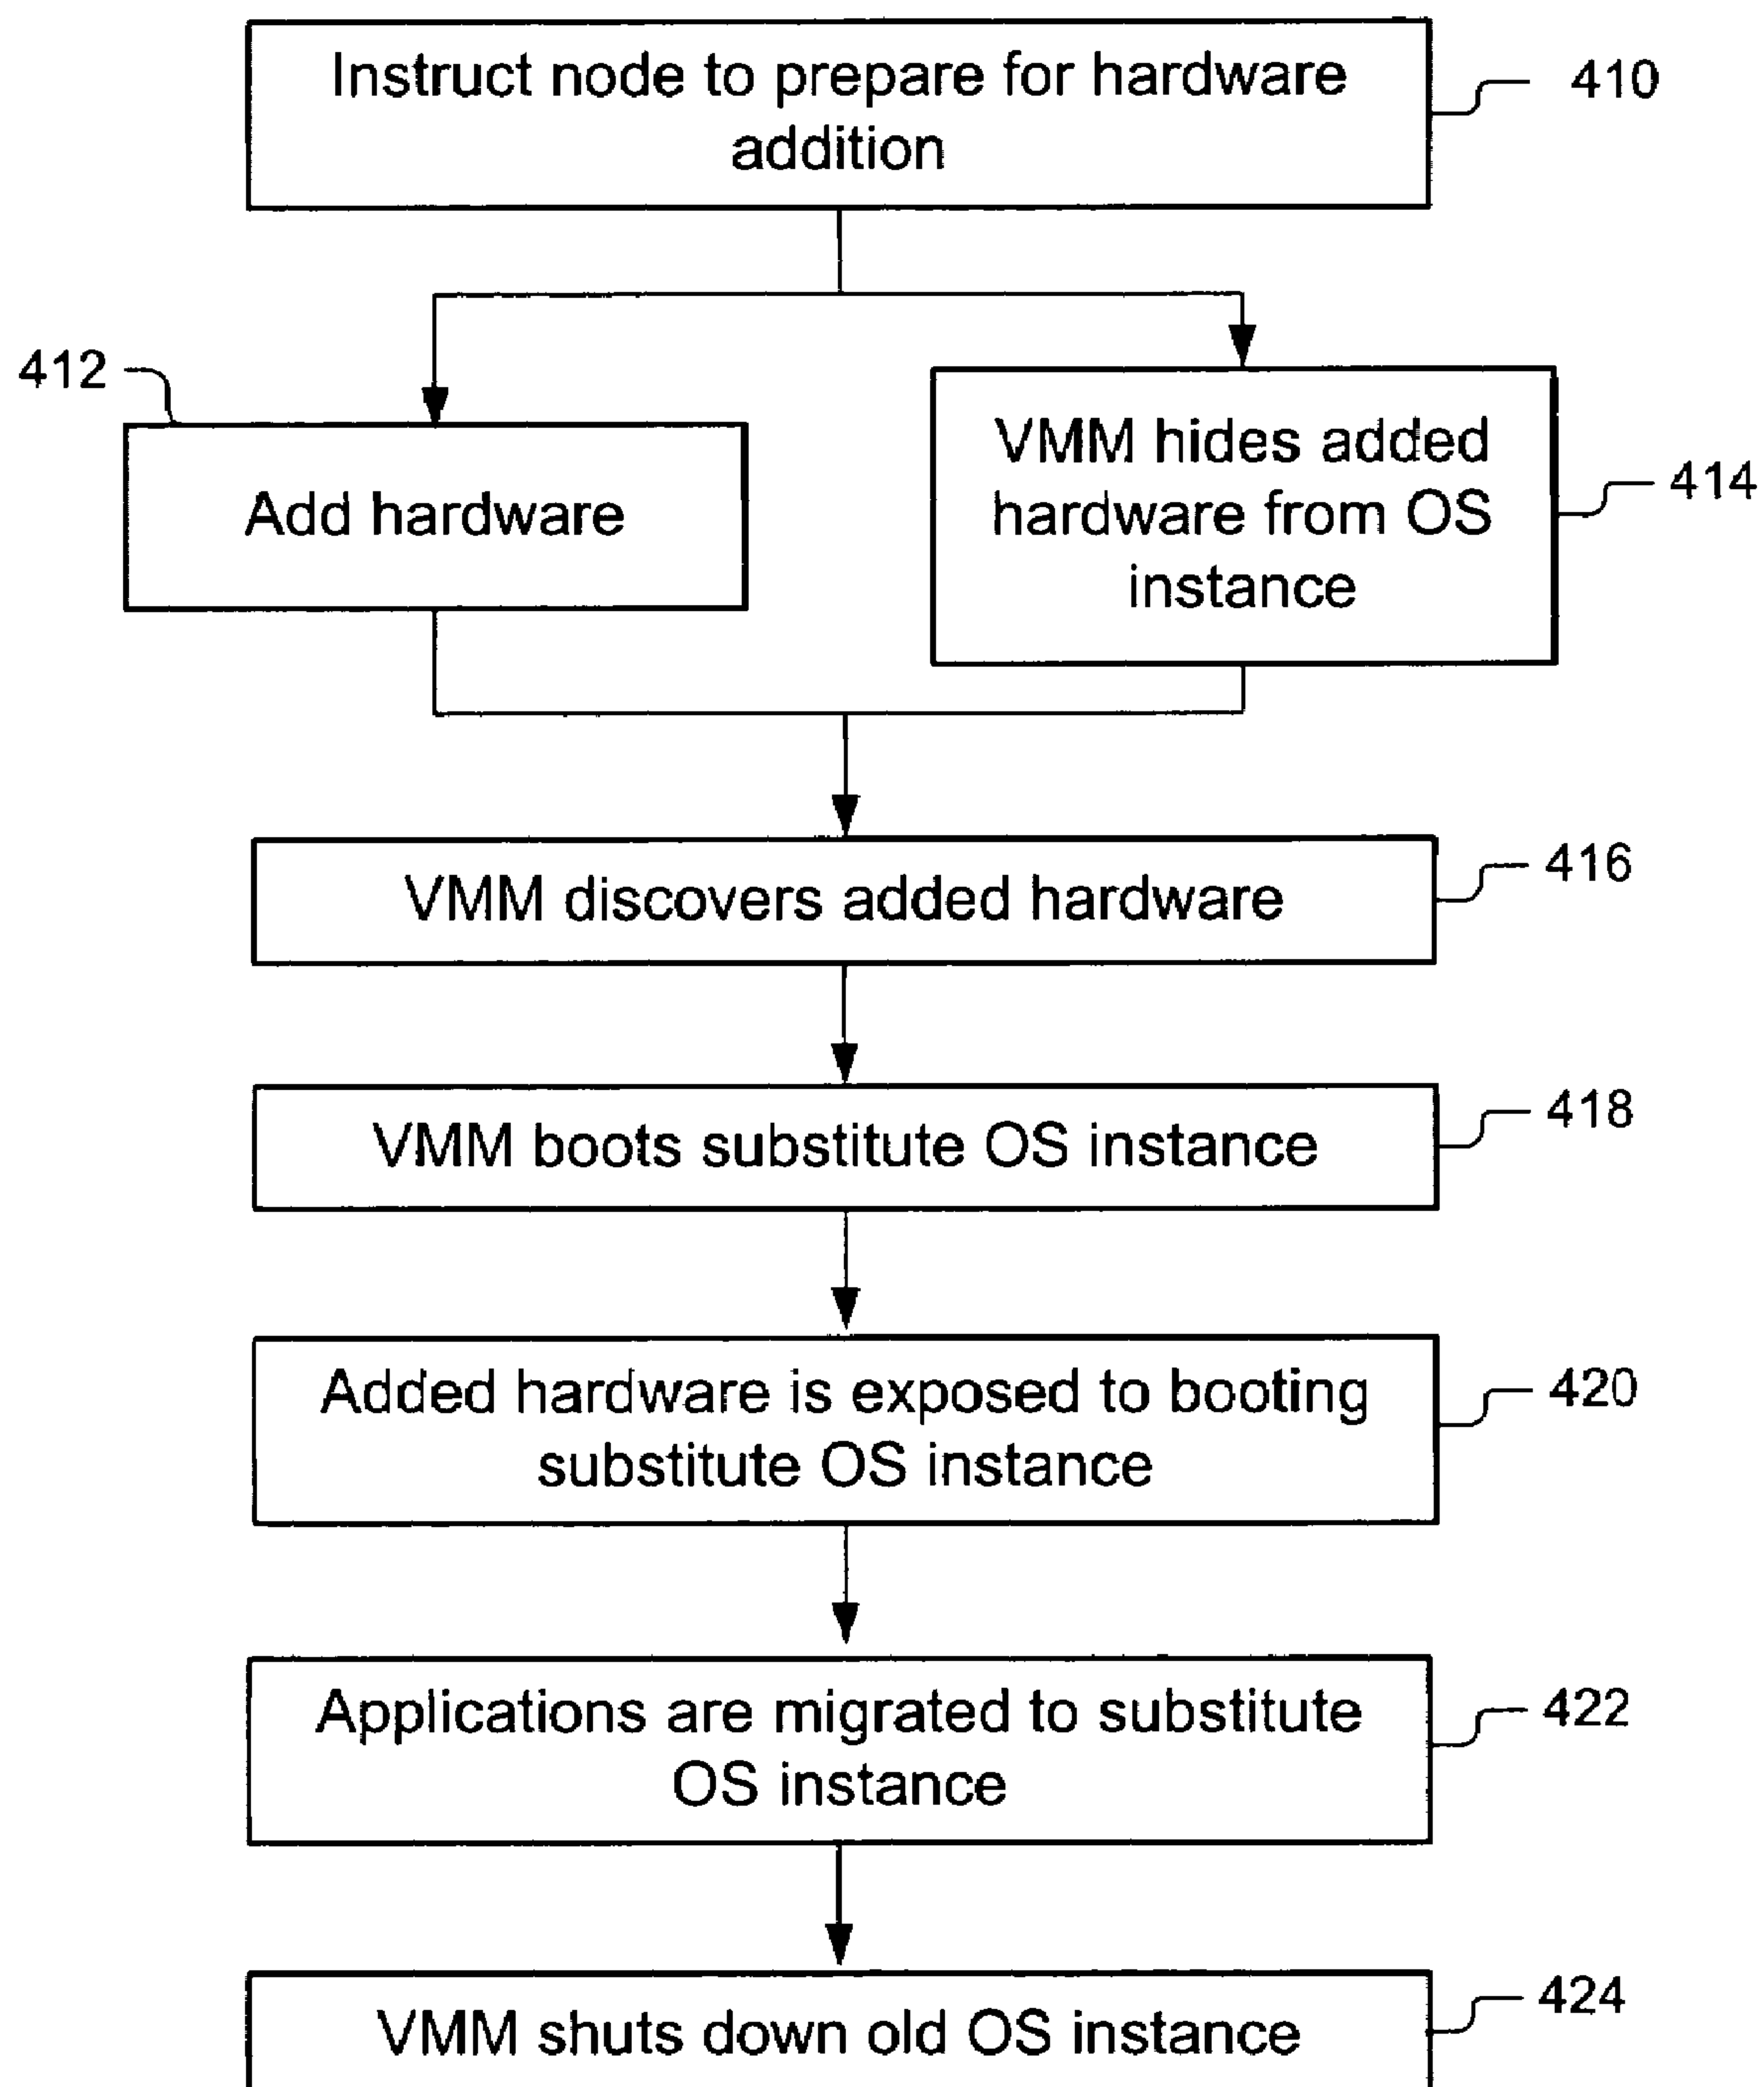 Instruct node to prepare for hardware
addition
410
412
Add hardware
VMM hides added
hardware from OS
instance
414
VMM discovers added hardware
416
VMM boots substitute OS instance
418
Added hardware is exposed to booting
substitute OS instance
420
Applications are migrated to substitute
OS instance
422
VMM shuts down old OS instance
424